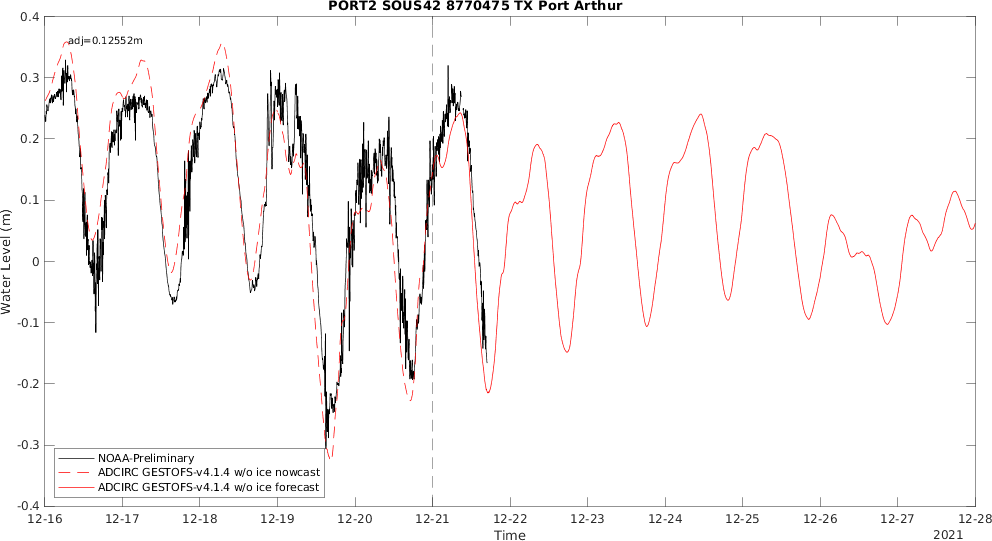 PORT2 SOUS42 8770475 TX Port Arthur
adj=0.12552m
0.4
0.3
0.2
0.1
0
-0.1
-0.2
-0.3
-0.4
Water Level (m)
NOAA-Preliminary
ADCIRC GESTOFS-v4.1.4 w/o ice nowcast
ADCIRC GESTOFS-v4.1.4 w/o ice forecast
12-16 12-17 12-18 12-19 12-20 12-21 12-22 12-23 12-24 12-25 12-26 12-27 12-28
Time
2021